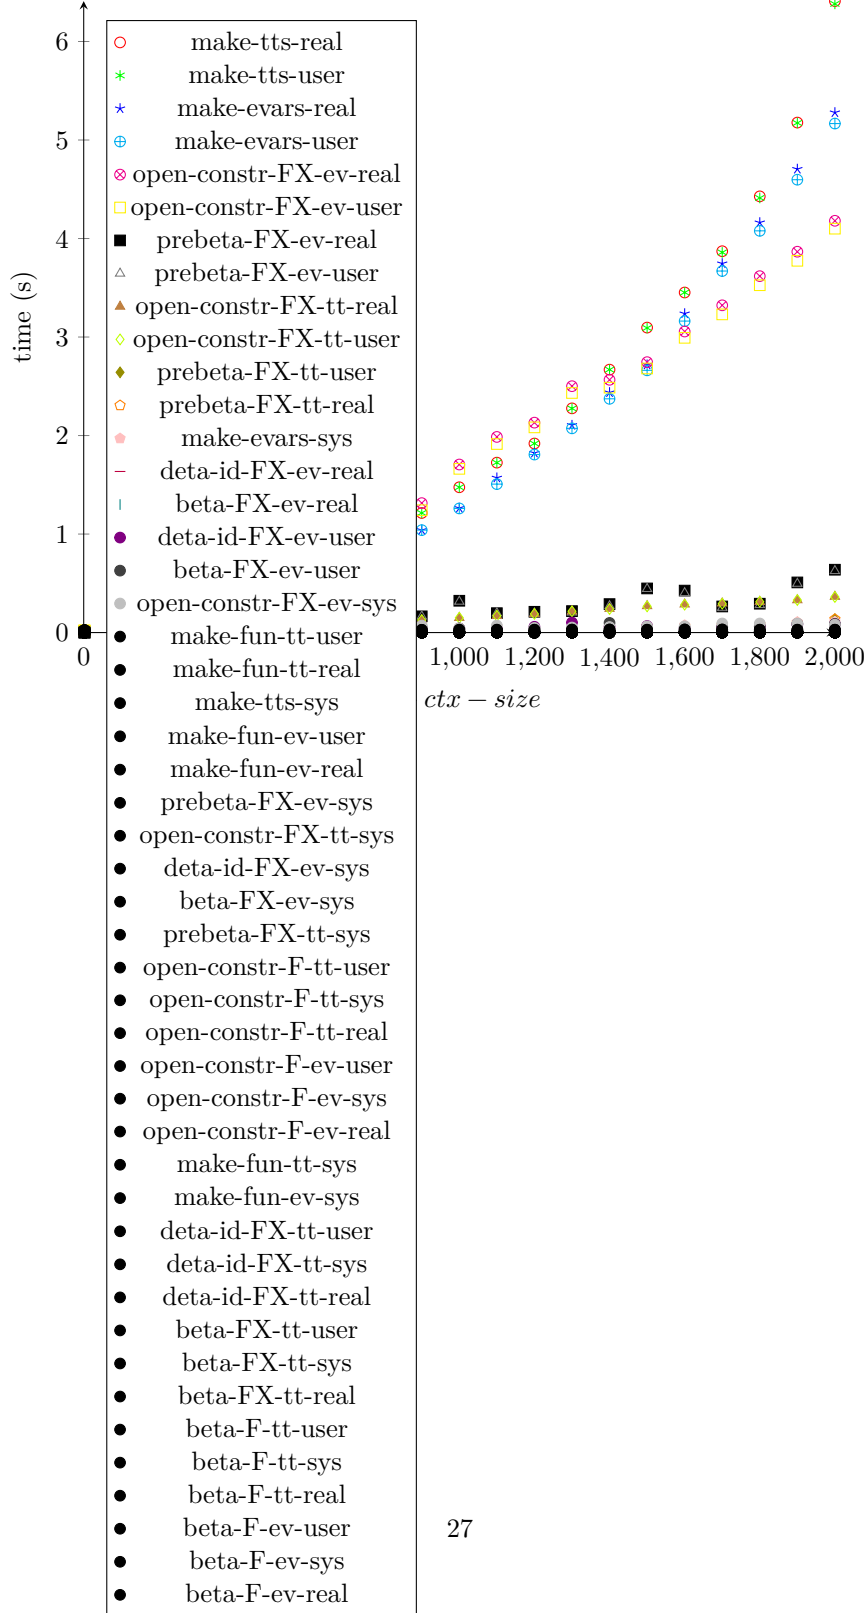 6
5
4
3
2
1
0
time (s)
0
1,000
1,200
1,400
1,600
1,800
2,000
ctx − size
make-tts-real
make-tts-user
make-evars-real
make-evars-user
open-constr-FX-ev-real
open-constr-FX-ev-user
prebeta-FX-ev-real
prebeta-FX-ev-user
open-constr-FX-tt-real
open-constr-FX-tt-user
prebeta-FX-tt-user
prebeta-FX-tt-real
make-evars-sys
deta-id-FX-ev-real
beta-FX-ev-real
deta-id-FX-ev-user
beta-FX-ev-user
open-constr-FX-ev-sys
make-fun-tt-user
make-fun-tt-real
make-tts-sys
make-fun-ev-user
make-fun-ev-real
prebeta-FX-ev-sys
open-constr-FX-tt-sys
deta-id-FX-ev-sys
beta-FX-ev-sys
prebeta-FX-tt-sys
open-constr-F-tt-user
open-constr-F-tt-sys
open-constr-F-tt-real
open-constr-F-ev-user
open-constr-F-ev-sys
open-constr-F-ev-real
make-fun-tt-sys
make-fun-ev-sys
deta-id-FX-tt-user
deta-id-FX-tt-sys
deta-id-FX-tt-real
beta-FX-tt-user
beta-FX-tt-sys
beta-FX-tt-real
beta-F-tt-user
beta-F-tt-sys
beta-F-tt-real
beta-F-ev-user
beta-F-ev-sys
beta-F-ev-real
27